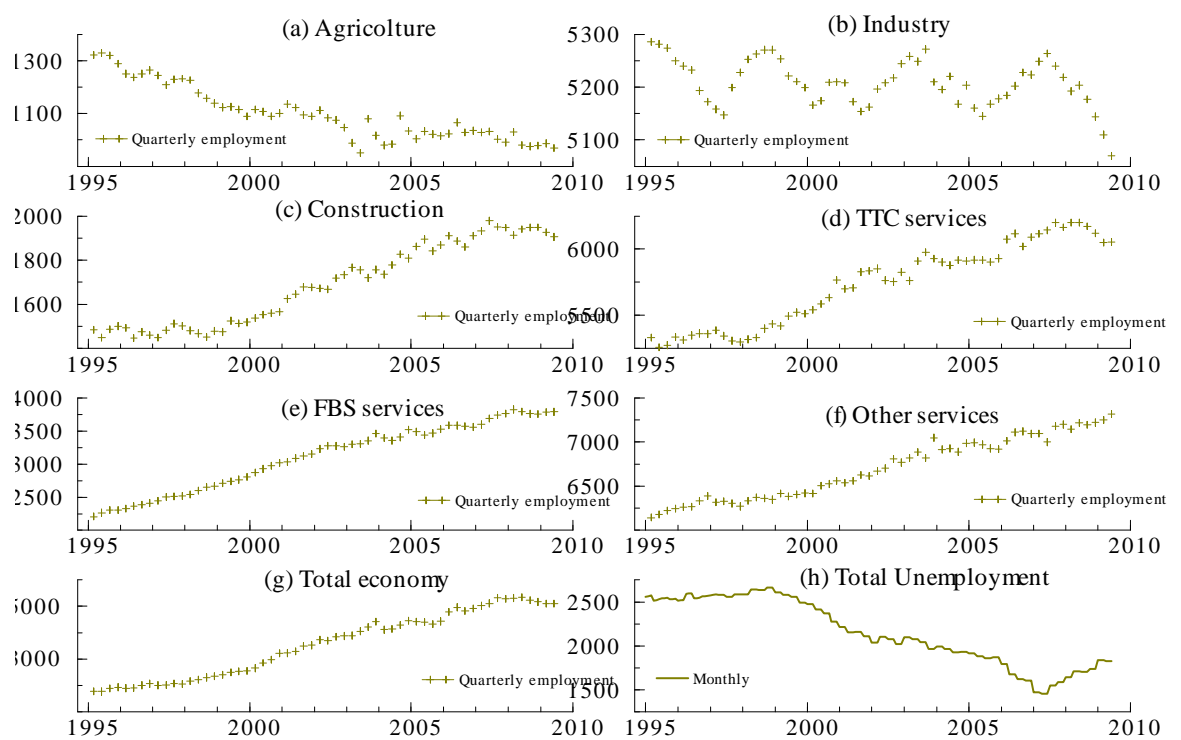 (a) Agricolture
1300
1100
Quarterly employment
1995 2000 2005 2010
(b) Industry
5300
5200
5100
Quarterly employment
1995 2000 2005 2010
(c) Construction
2000
1800
1600
Quarterly employment
1995 2000 2005 2010
(d) TTC services
6000
5500
Quarterly employment
1995 2000 2005 2010
(e) FBS services
4000
3500
3000
2500
Quarterly employment
1995 2000 2005 2010
(f) Other services
7500
7000
6500
Quarterly employment
1995 2000 2005 2010
(g) Total economy
5000
3000
Quarterly employment
1995 2000 2005 2010
(h) Total Unemployment
2500
2000
1500
Monthly
1995 2000 2005 2010